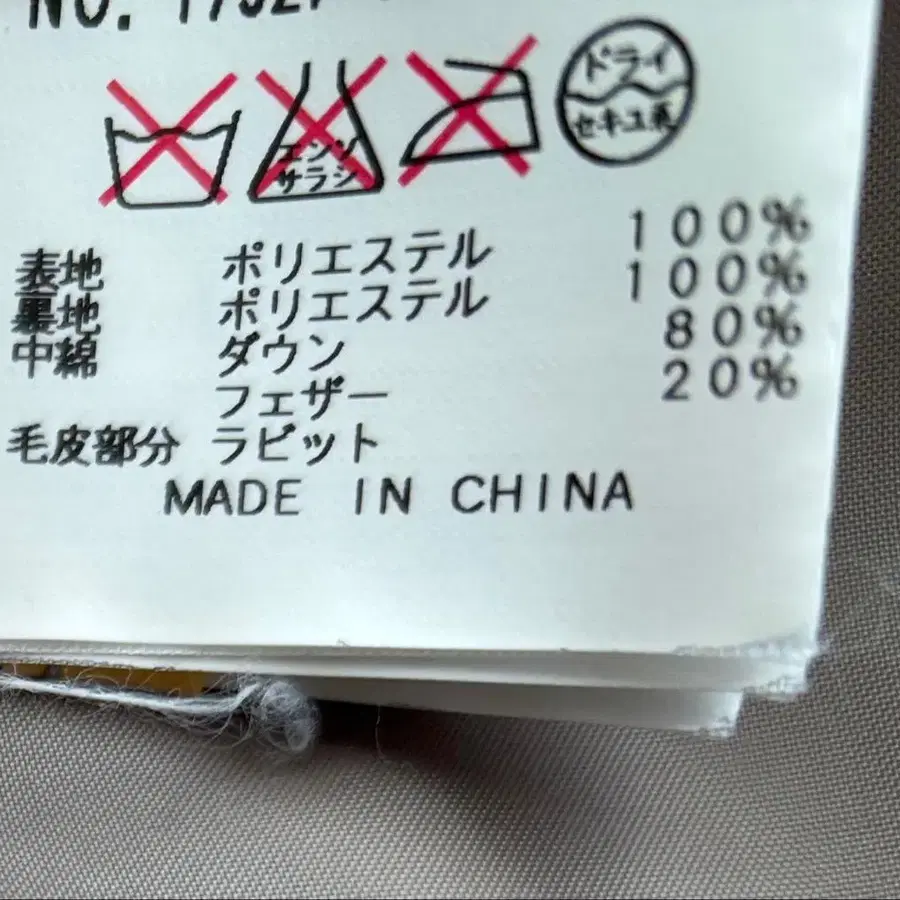 NO.
エンソ
サラシ
ドライ
セキユ系
表地 ポリエステル 100%
裏地 ポリエステル 100%
中綿 ダウン 80%
フェザー 20%
毛皮部分 ラビット
MADE IN CHINA